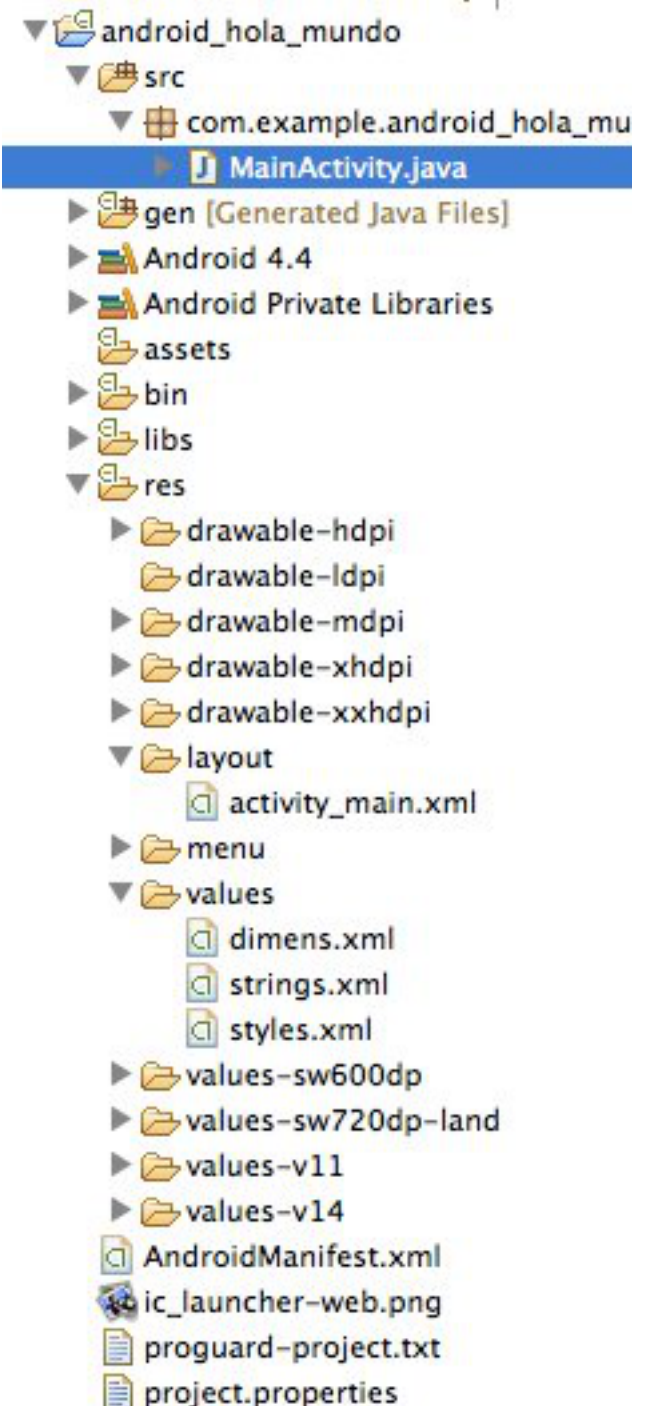 android_hola_mundo
src
com.example.android_hola_mu
MainActivity.java
gen [Generated Java Files]
Android 4.4
Android Private Libraries
assets
bin
libs
res
drawable-hdpi
drawable-ldpi
drawable-mdpi
drawable-xhdpi
drawable-xxhdpi
layout
activity_main.xml
menu
values
dimens.xml
strings.xml
styles.xml
values-sw600dp
values-sw720dp-land
values-v11
values-v14
AndroidManifest.xml
ic_launcher-web.png
proguard-project.txt
project.properties